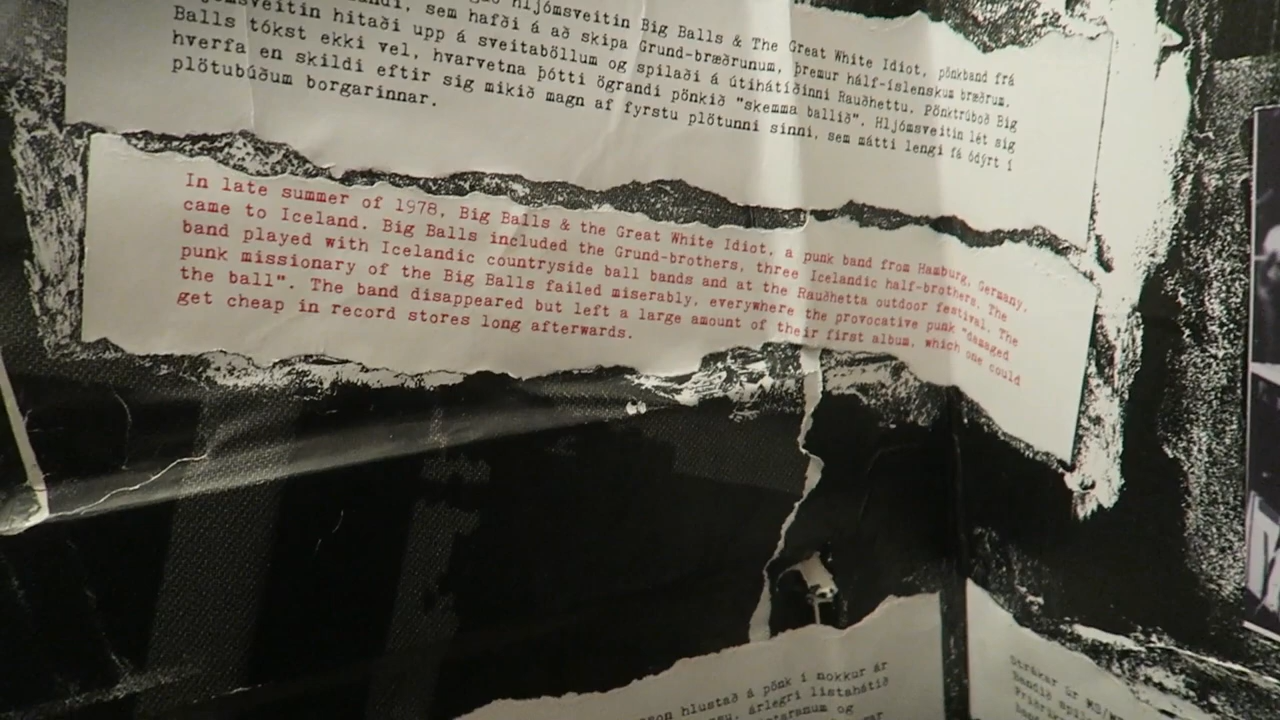 hljómsveitin Big Balls & The Great White Idiot, pönkband frá
sem hafði á að skipa Grund-bræðrunum, þremur hálf-íslenskum bræðrum.
hitaði upp á sveitaböllum og spilaði á útihátíðinni Rauðhettu. Pönktrúboð Big
Balls tókst ekki vel, hvarvetna þótti ögrandi pönkið "skemma ballið". Hljómsveitin lét sig
hverfa en skildi eftir sig mikið magn af fyrstu plötunni sinni, sem mátti lengi fá ódýrt í
plötubúðum borgarinnar.
In late summer of 1978, Big Balls & the Great White Idiot, a punk band from Hamburg, Germany,
came to Iceland. Big Balls included the Grund-brothers, three Icelandic half-brothers. The
band played with Icelandic countryside ball bands and at the Rauðhetta outdoor festival. The
punk missionary of the Big Balls failed miserably, everywhere the provocative punk "damaged
the ball". The band disappeared but left a large amount of their first album, which one could
get cheap in record stores long afterwards.
hlustað á pönk í nokkur ár
árlegri listahátíð
og
Strákar úr
Bandið